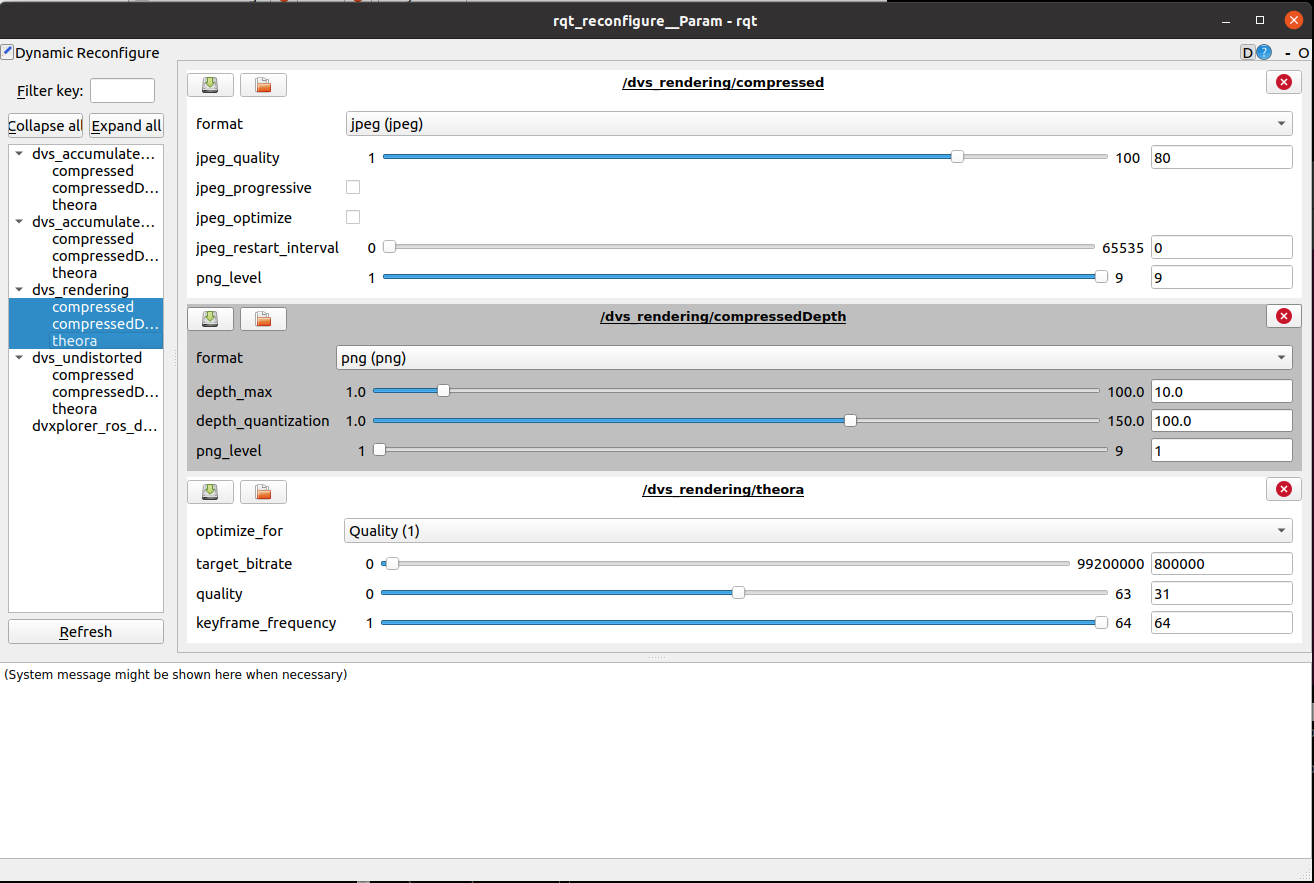 rqt_reconfigure__Param - rqt
Dynamic Reconfigure
D ? - O
Filter key:
Collapse all Expand all
dvs_accumulate...
compressed
compressedD...
theora
dvs_accumulate...
compressed
compressedD...
theora
dvs_rendering
compressed
compressedD...
theora
dvs_undistorted
compressed
compressedD...
theora
dvxplorer_ros_d...
Refresh
/dvs_rendering/compressed
format jpeg (jpeg)
jpeg_quality 1 100 80
jpeg_progressive
jpeg_optimize
jpeg_restart_interval 0 65535 0
png_level 1 9 9
/dvs_rendering/compressedDepth
format png (png)
depth_max 1.0 100.0 10.0
depth_quantization 1.0 150.0 100.0
png_level 1 9 1
/dvs_rendering/theora
optimize_for Quality (1)
target_bitrate 0 99200000 800000
quality 0 63 31
keyframe_frequency 1 64 64
(System message might be shown here when necessary)